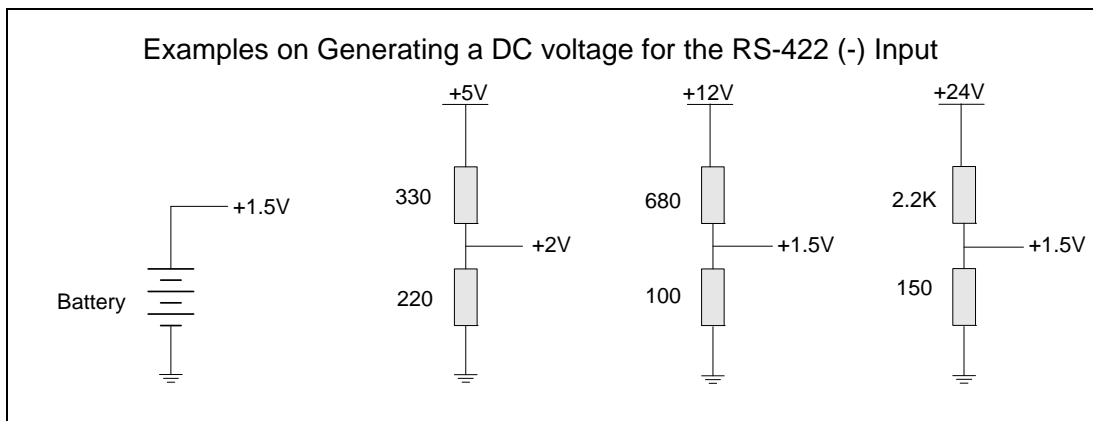 Examples on Generating a DC voltage for the RS-422 (-) Input
+5V
+12V
+24V
330
680
2.2K
+1.5V
+2V
+1.5V
+1.5V
Battery
220
100
150